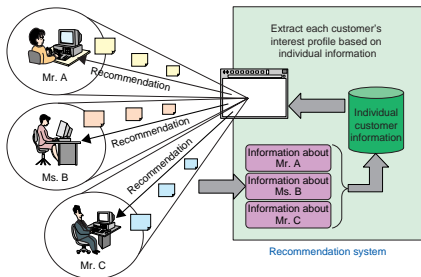 Extract each customer's
interest profile based on
individual information
Mr. A
Recommendation
Ms. B
Recommendation
Mr. C
Recommendation
Individual
customer
information
Information about
Mr. A
Information about
Ms. B
Information about
Mr. C
Recommendation system